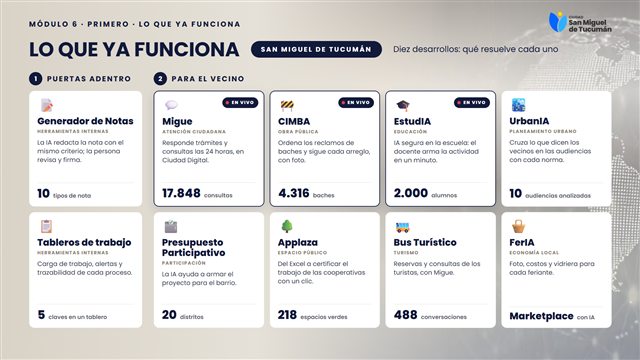 MÓDULO 6 · PRIMERO · LO QUE YA FUNCIONA
CIUDAD
San Miguel
de Tucumán
LO QUE YA FUNCIONA
SAN MIGUEL DE TUCUMÁN
Diez desarrollos: qué resuelve cada uno
1 PUERTAS ADENTRO
2 PARA EL VECINO
Generador de Notas
HERRAMIENTAS INTERNAS
La IA redacta la nota con el
mismo criterio; la persona
revisa y firma.
10 tipos de nota
EN VIVO
Migue
ATENCIÓN CIUDADANA
Responde trámites y
consultas las 24 horas, en
Ciudad Digital.
17.848 consultas
EN VIVO
CIMBA
OBRA PÚBLICA
Ordena los reclamos de
baches y sigue cada arreglo,
con foto.
4.316 baches
EN VIVO
EstudIA
EDUCACIÓN
IA segura en la escuela: el
docente arma la actividad
en un minuto.
2.000 alumnos
UrbanIA
PLANEAMIENTO URBANO
Cruza lo que dicen los
vecinos en las audiencias
con cada norma.
10 audiencias analizadas
Tableros de trabajo
HERRAMIENTAS INTERNAS
Carga de trabajo, alertas y
trazabilidad de cada proceso.
5 claves en un tablero
Presupuesto
Participativo
PARTICIPACIÓN
La IA ayuda a armar el
proyecto para el barrio.
20 distritos
Applaza
ESPACIO PÚBLICO
Del Excel a certificar el
trabajo de las cooperativas
con un clic.
218 espacios verdes
Bus Turístico
TURISMO
Reservas y consultas de los
turistas, con Migue.
488 conversaciones
FerIA
ECONOMÍA LOCAL
Foto, costos y vidriera para
cada feriante.
Marketplace con IA